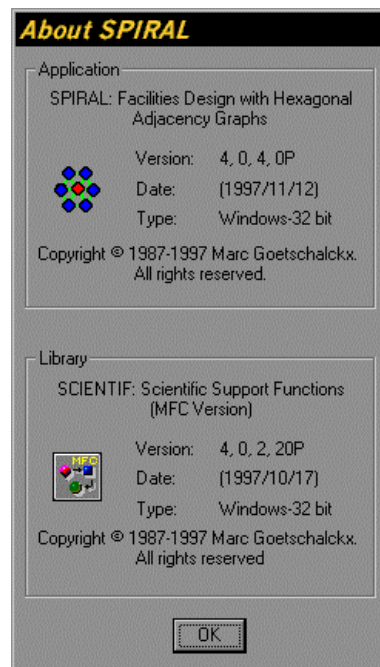 About SPIRAL
Application
SPIRAL: Facilities Design with Hexagonal
Adjacency Graphs
Version: 4, 0, 4, 0P
Date: (1997/11/12)
Type: Windows-32 bit
Copyright © 1987-1997 Marc Goetschalckx.
All rights reserved.
Library
SCIENTIF: Scientific Support Functions
(MFC Version)
MFC
Version: 4, 0, 2, 20P
Date: (1997/10/17)
Type: Windows-32 bit
Copyright © 1987-1997 Marc Goetschalckx.
All rights reserved
OK